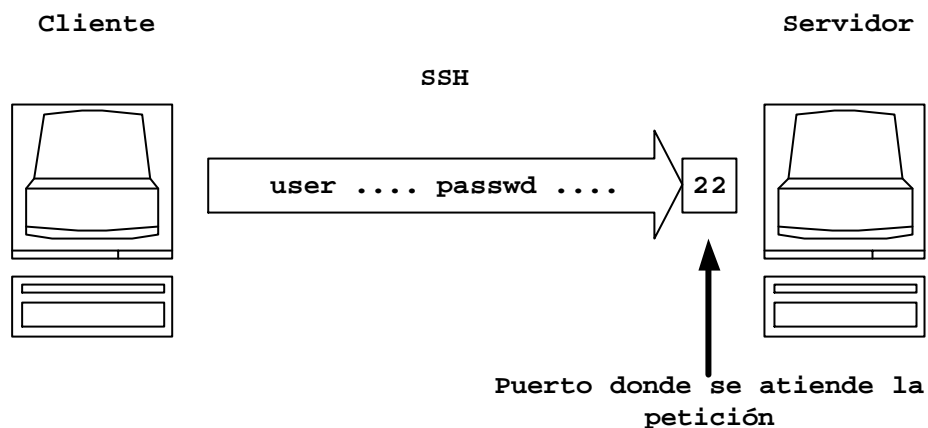 Cliente
Servidor
SSH
user .... passwd ....
22
Puerto donde se atiende la
petición